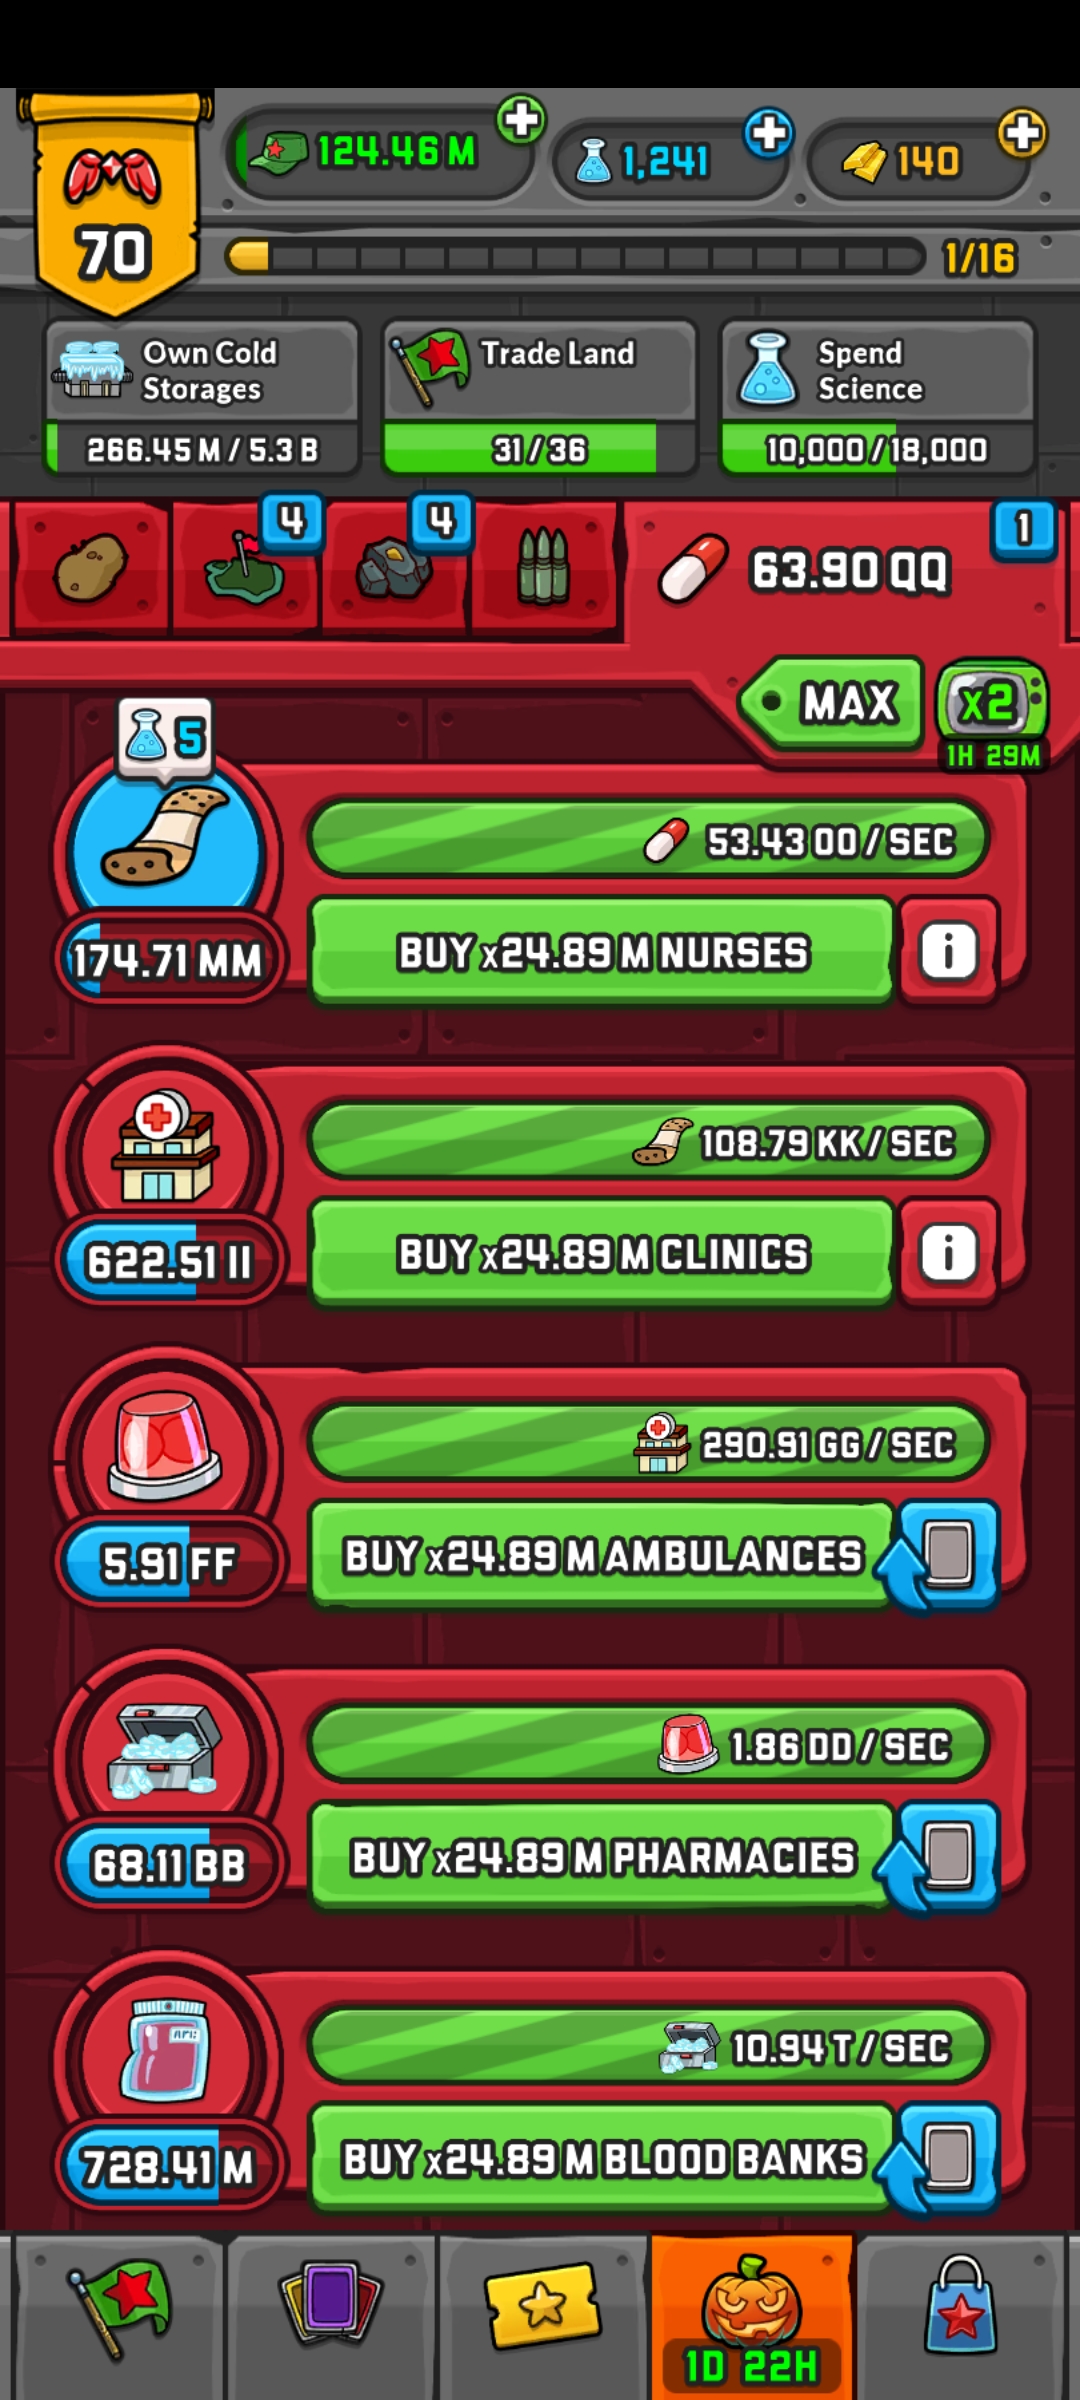 70
124.46 M
1,241
140
1/16
Own Cold
Storages
266.45 M / 5.3 B
Trade Land
31 / 36
Spend
Science
10,000 / 18,000
4
4
63.90 QQ
1
MAX
x2
1H 29M
5
53.43 OO / SEC
174.71 MM
BUY x24.89 M NURSES
i
108.79 KK / SEC
622.51 II
BUY x24.89 M CLINICS
i
290.91 GG / SEC
5.91 FF
BUY x24.89 M AMBULANCES
1.86 DD / SEC
68.11 BB
BUY x24.89 M PHARMACIES
10.94 T / SEC
728.41 M
BUY x24.89 M BLOOD BANKS
1D 22H